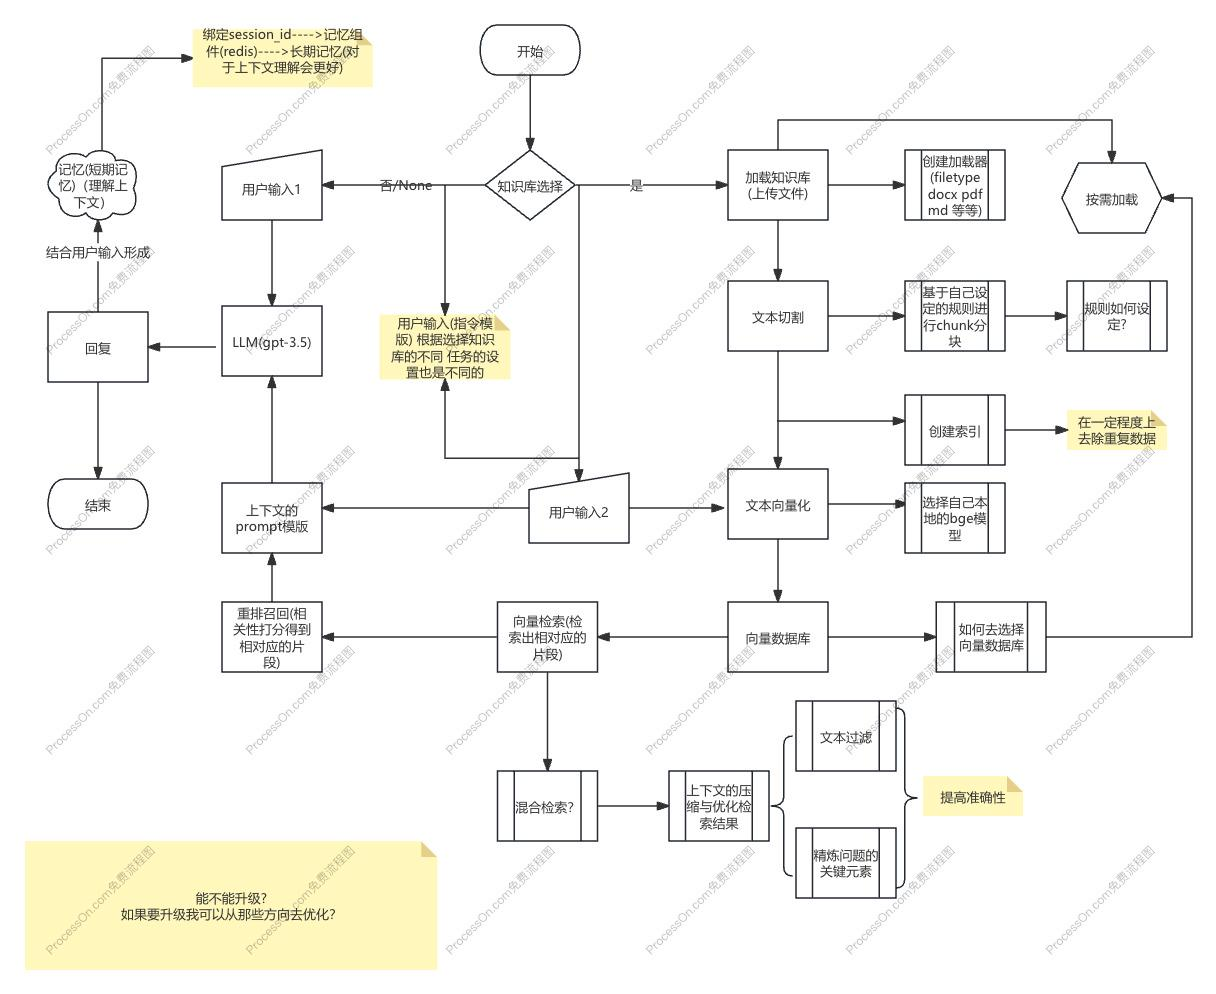 绑定session_id---->记忆组
件(redis)---->长期记忆(对
于上下文理解会更好)
开始
记忆(短期记
忆)（理解上
下文)
用户输入1
否/None
知识库选择
是
加载知识库
(上传文件)
创建加载器
(filetype
docx pdf
md 等等)
按需加载
结合用户输入形成
回复
LLM(gpt-3.5)
用户输入(指令模
版) 根据选择知识
库的不同 任务的设
置也是不同的
文本切割
基于自己设
定的规则进
行chunk分
块
规则如何设
定?
创建索引
在一定程度上
去除重复数据
结束
上下文的
prompt模版
用户输入2
文本向量化
选择自己本
地的bge模
型
重排召回(相
关性打分得到
相对应的片
段)
向量检索(检
索出相对应的
片段)
向量数据库
如何去选择
向量数据库
文本过滤
混合检索?
上下文的压
缩与优化检
索结果
提高准确性
精炼问题的
关键元素
能不能升级?
如果要升级我可以从那些方向去优化?
ProcessOn.com免费流程图